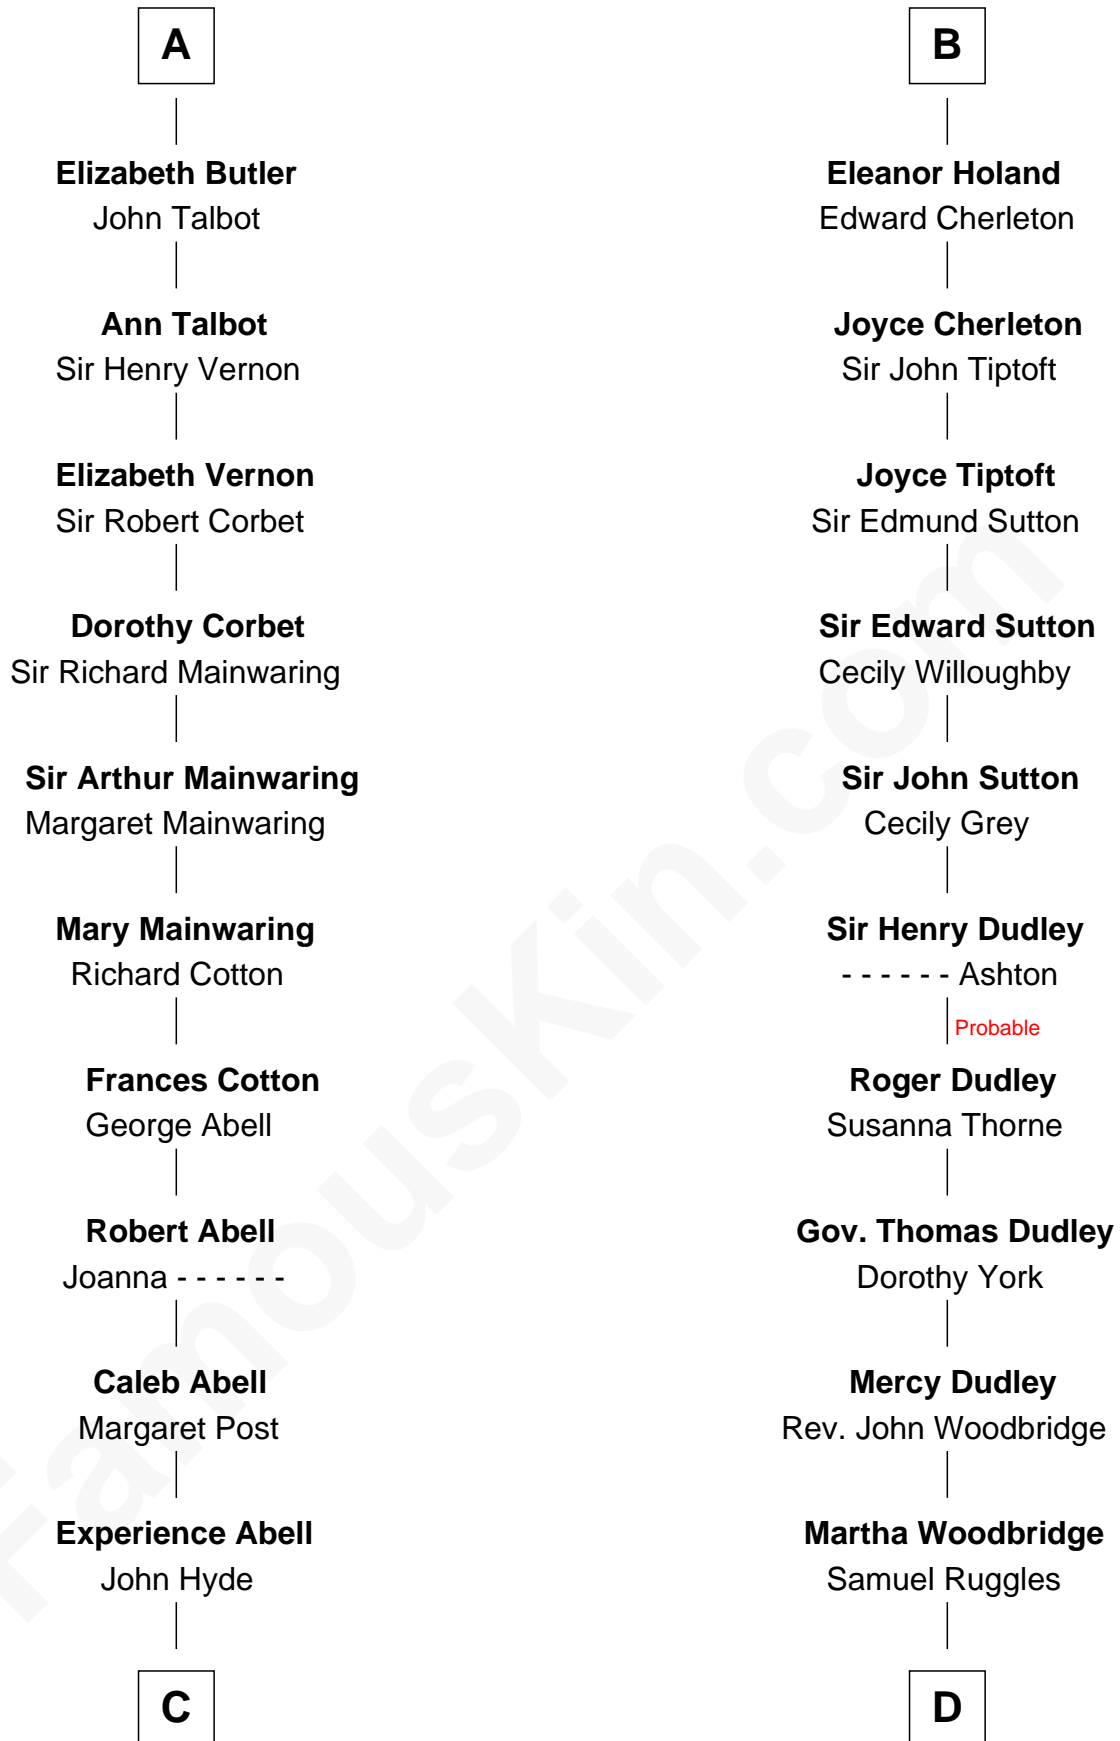 A
Elizabeth Butler
John Talbot
Ann Talbot
Sir Henry Vernon
Elizabeth Vernon
Sir Robert Corbet
Dorothy Corbet
Sir Richard Mainwaring
Sir Arthur Mainwaring
Margaret Mainwaring
Mary Mainwaring
Richard Cotton
Frances Cotton
George Abell
Robert Abell
Joanna - - - - - -
Caleb Abell
Margaret Post
Experience Abell
John Hyde
C
B
Eleanor Holand
Edward Cherleton
Joyce Cherleton
Sir John Tiptoft
Joyce Tiptoft
Sir Edmund Sutton
Sir Edward Sutton
Cecily Willoughby
Sir John Sutton
Cecily Grey
Sir Henry Dudley
- - - - - - Ashton
Probable
Roger Dudley
Susanna Thorne
Gov. Thomas Dudley
Dorothy York
Mercy Dudley
Rev. John Woodbridge
Martha Woodbridge
Samuel Ruggles
D
FamousKin.com